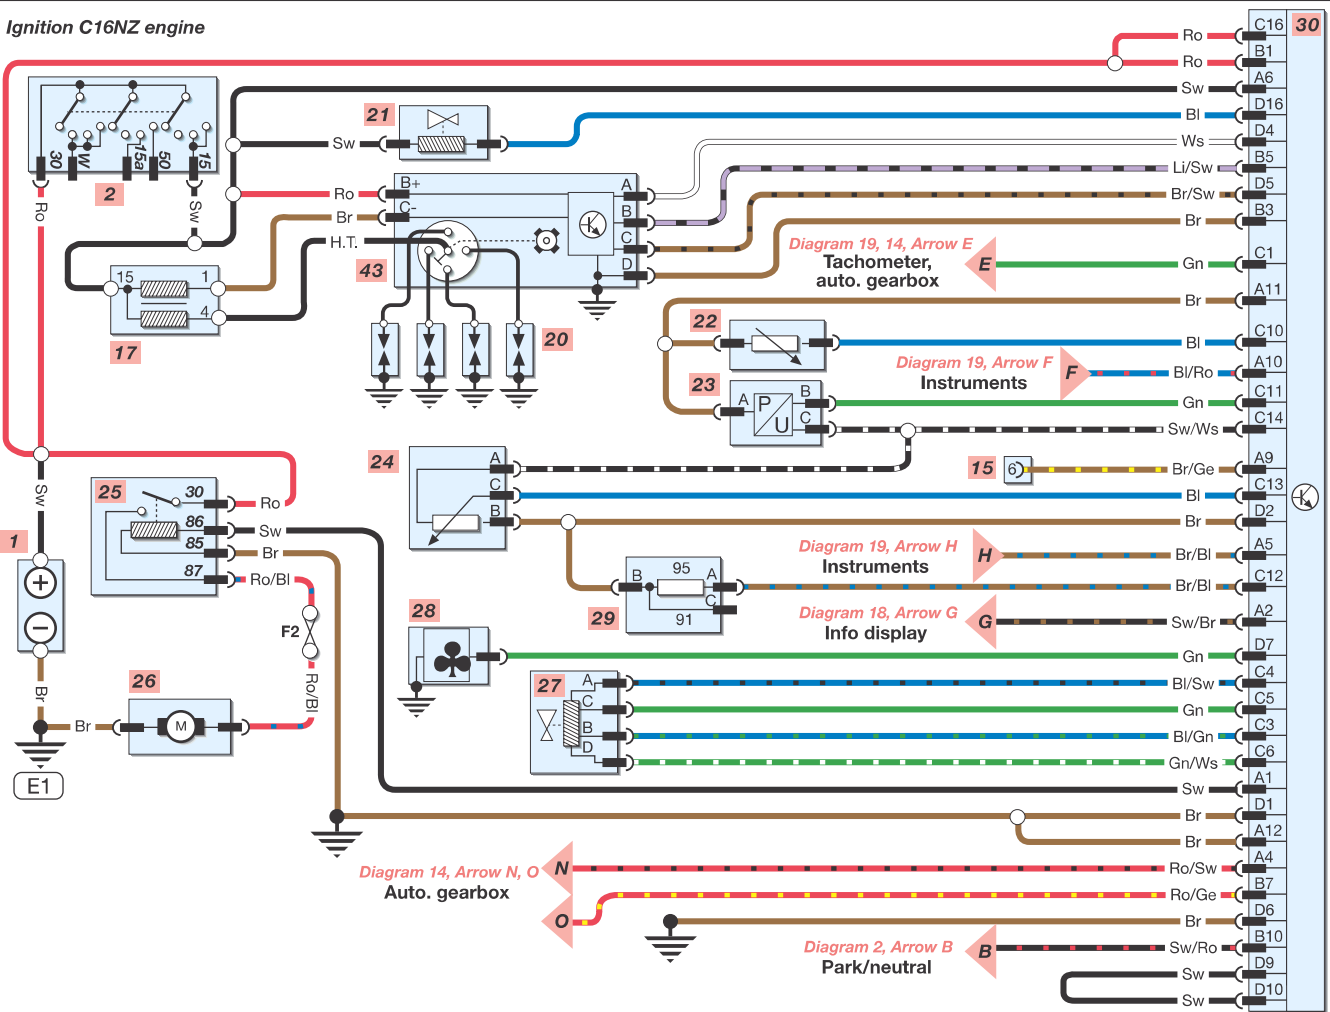 Ignition C16NZ engine
Ro C16 30
Ro B1
Sw A6
Bl D16
Ws D4
Li/Sw B5
Br/Sw D5
Br B3
Gn C1
Br A11
Bl C10
Bl/Ro A10
Gn C11
Sw/Ws C14
Br/Ge A9
Bl C13
Br D2
Br/Bl A5
Br/Bl C12
Sw/Br A2
Gn D7
Bl/Sw C4
Gn C5
Bl/Gn C3
Gn/Ws C6
Sw A1
Br D1
Br A12
Ro/Sw A4
Ro/Ge B7
Br D6
Sw/Ro B10
Sw D9
Sw D10
30 W 15a 50 15
2
Ro
Sw
21
Sw
Ro B+
Br C-
H.T.
A
B
C
D
43
15 1
4
17
20
Diagram 19, 14, Arrow E
Tachometer,
auto. gearbox
E
22
Diagram 19, Arrow F
Instruments
F
23
A P U B
C
24
A
C
B
15 6
Sw
25
30 Ro
86 Sw
85 Br
87 Ro/Bl
F2
Ro/Bl
1
+
−
Br
E1
26
Br M
Diagram 19, Arrow H
Instruments
H
95
B A
C
91
29
Diagram 18, Arrow G
Info display
G
28
27
A
C
B
D
Diagram 14, Arrow N, O
Auto. gearbox
N
O
Diagram 2, Arrow B
Park/neutral
B